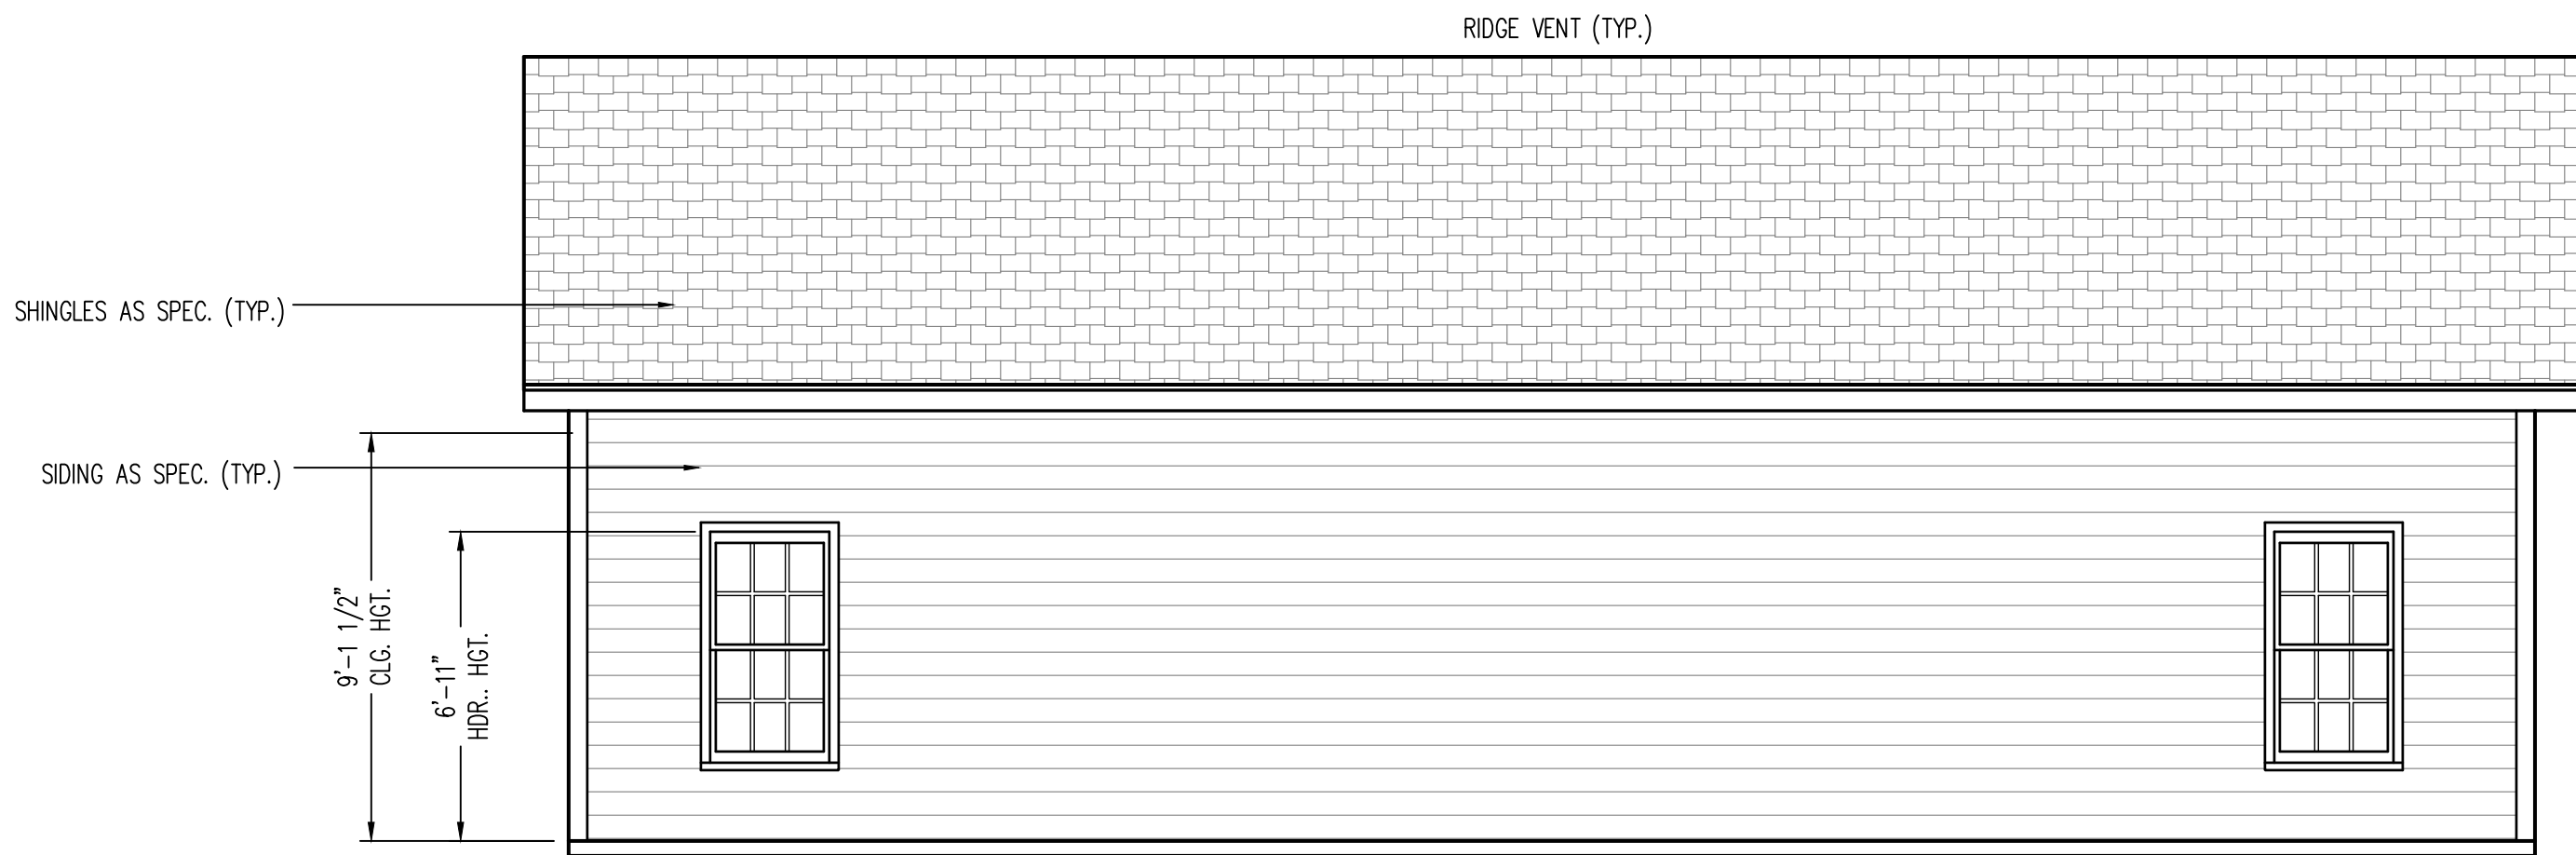 RIDGE VENT (TYP.)
SHINGLES AS SPEC. (TYP.)
SIDING AS SPEC. (TYP.)
9'-1 1/2"
CLG. HGT.
6'-11"
HDR.. HGT.